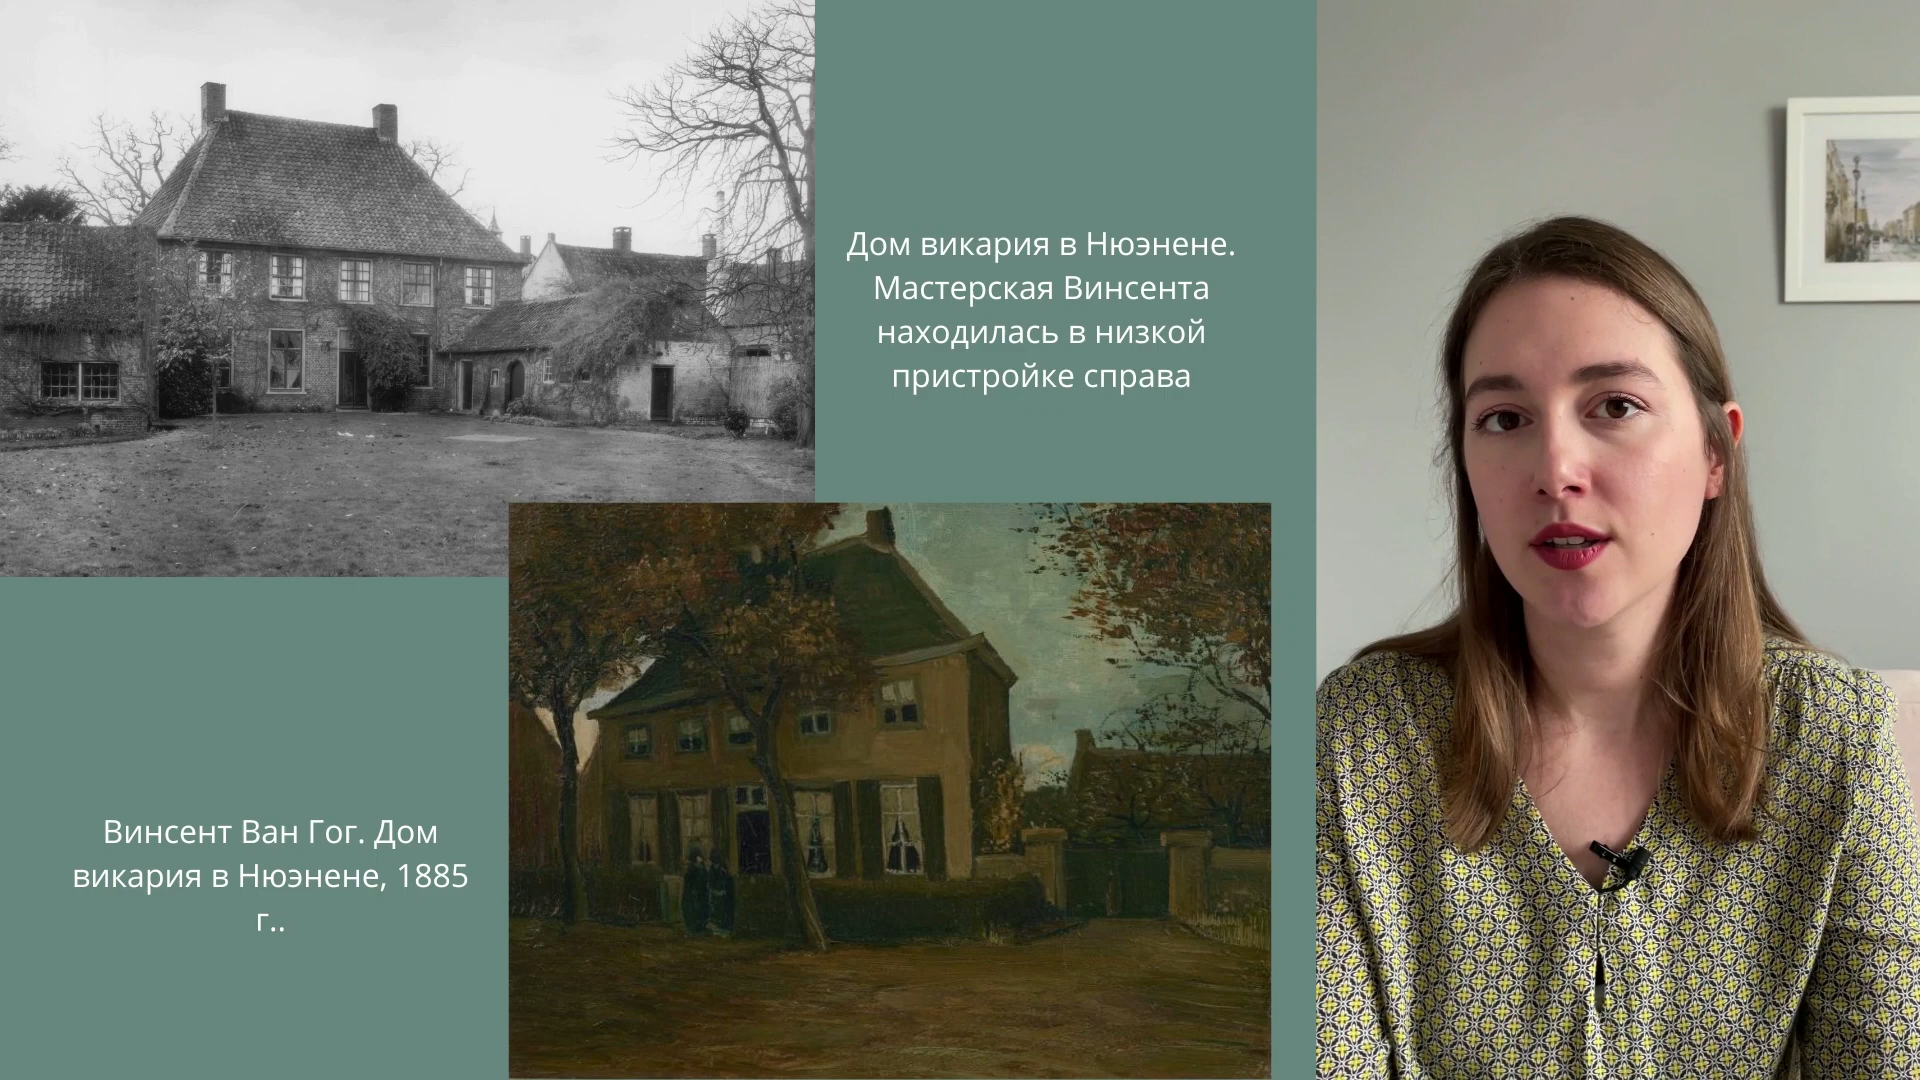 Дом викария в Нюэнене.
Мастерская Винсента
находилась в низкой
пристройке справа
Винсент Ван Гог. Дом
викария в Нюэнене, 1885
г..